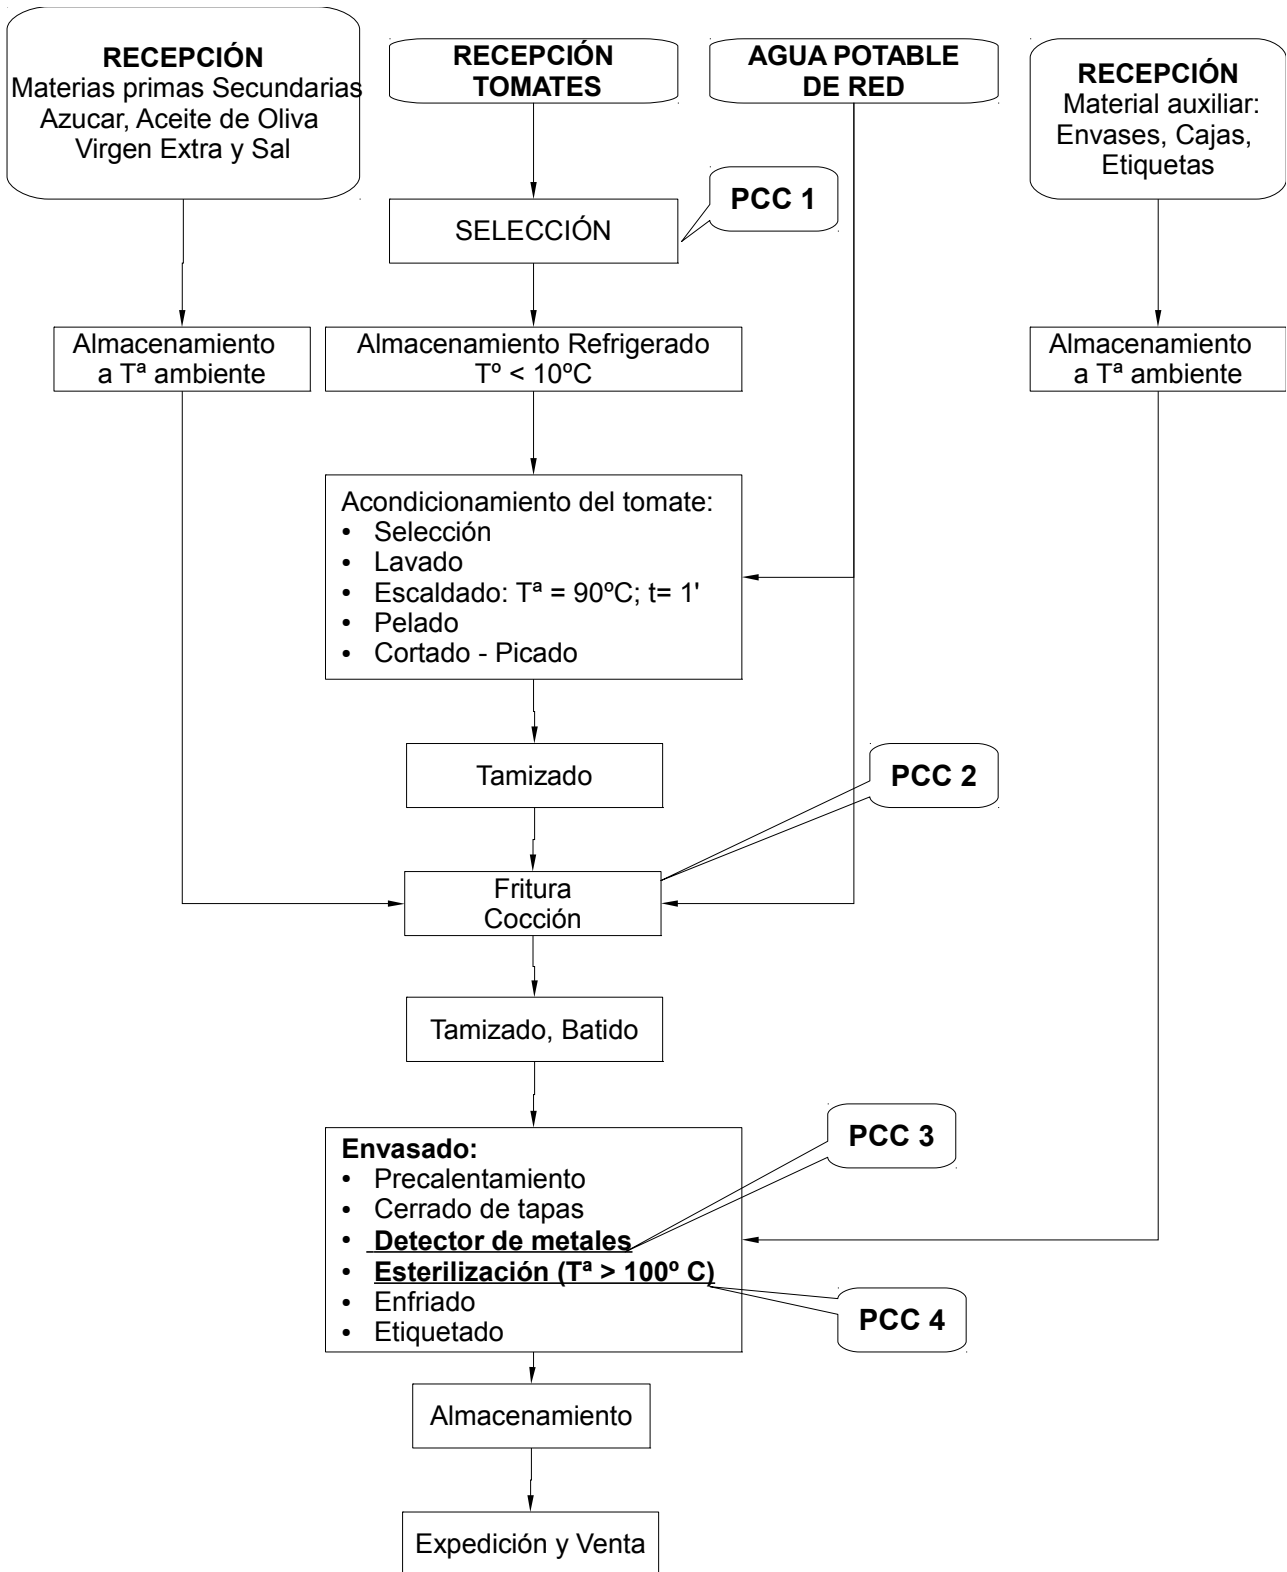 RECEPCIÓN
Materias primas Secundarias
Azucar, Aceite de Oliva
Virgen Extra y Sal
RECEPCIÓN
TOMATES
AGUA POTABLE
DE RED
RECEPCIÓN
Material auxiliar:
Envases, Cajas,
Etiquetas
PCC 1
SELECCIÓN
Almacenamiento
a Tª ambiente
Almacenamiento Refrigerado
Tº < 10ºC
Almacenamiento
a Tª ambiente
Acondicionamiento del tomate:
• Selección
• Lavado
• Escaldado: Tª = 90ºC; t= 1'
• Pelado
• Cortado - Picado
Tamizado
PCC 2
Fritura
Cocción
Tamizado, Batido
PCC 3
Envasado:
• Precalentamiento
• Cerrado de tapas
• Detector de metales
• Esterilización (Tª > 100º C)
• Enfriado
• Etiquetado
PCC 4
Almacenamiento
Expedición y Venta